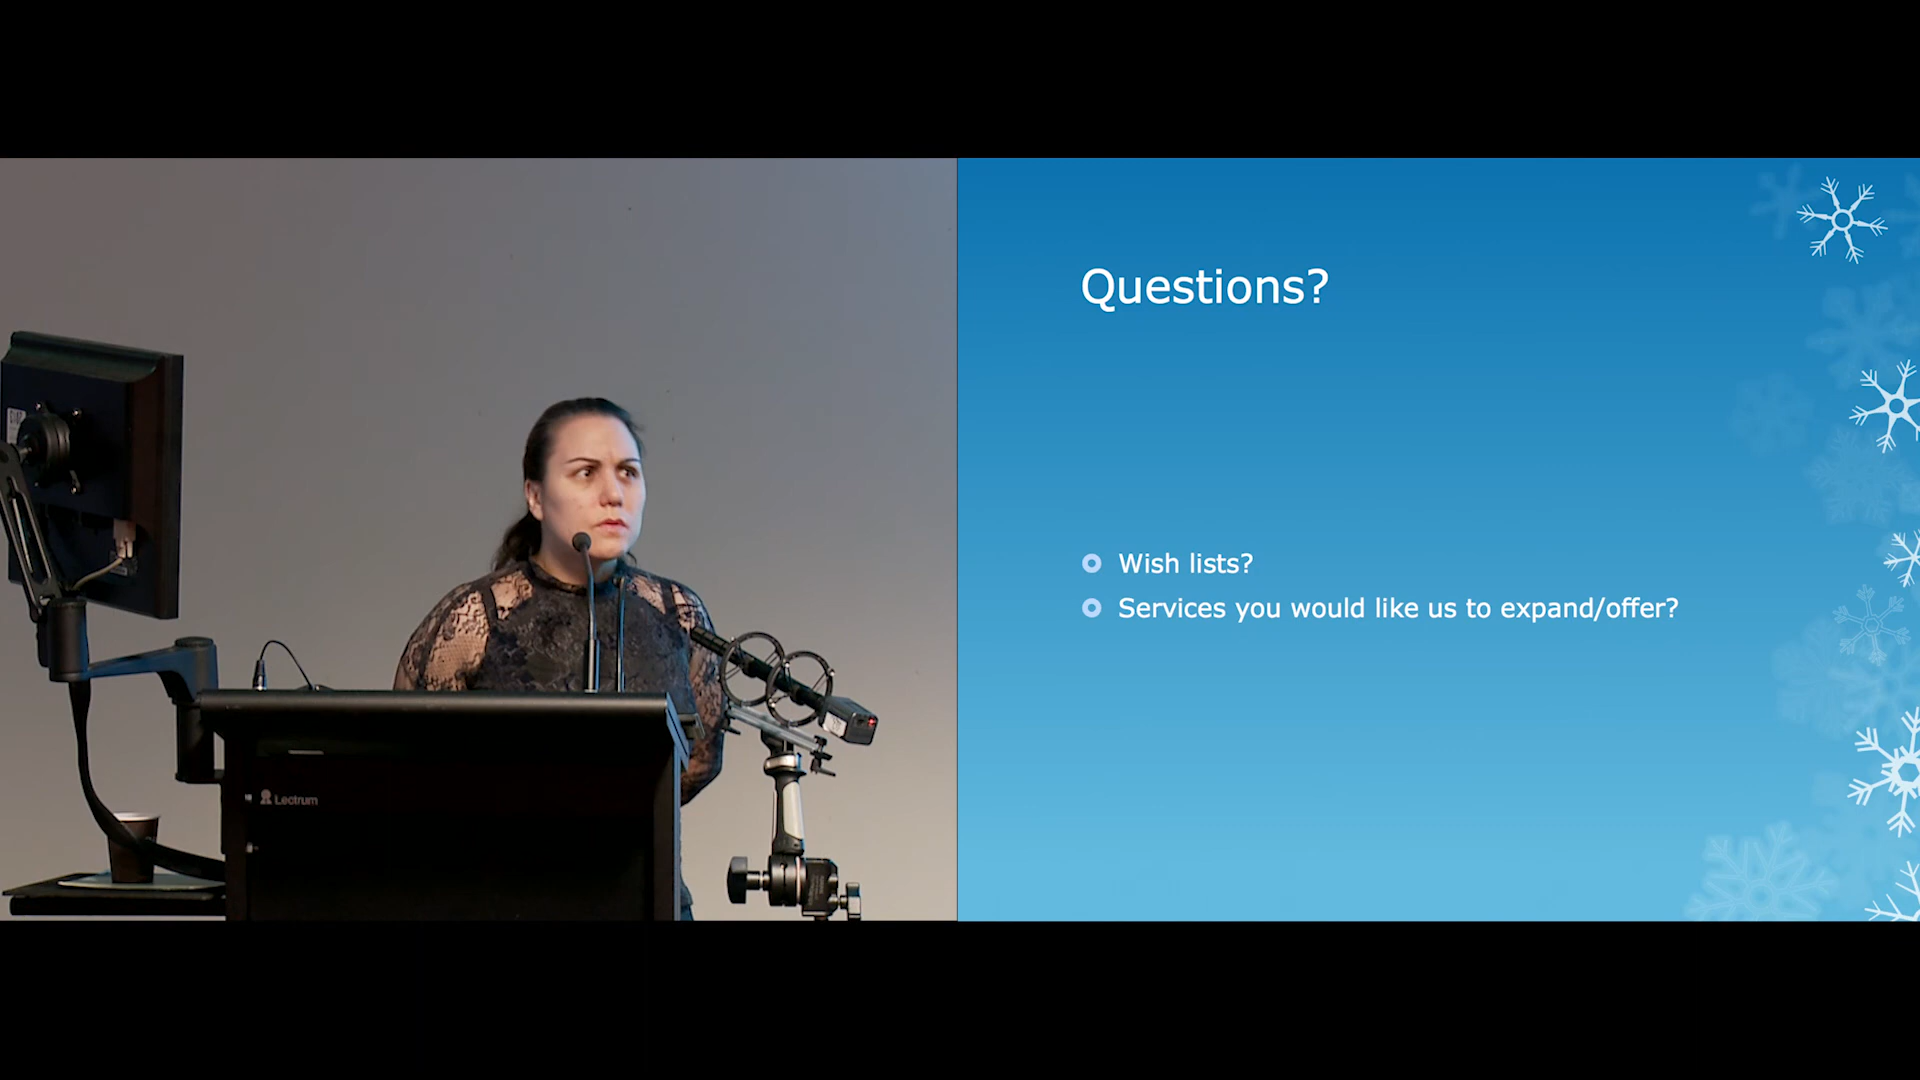 Questions?
Wish lists?
Services you would like us to expand/offer?
Lectrum